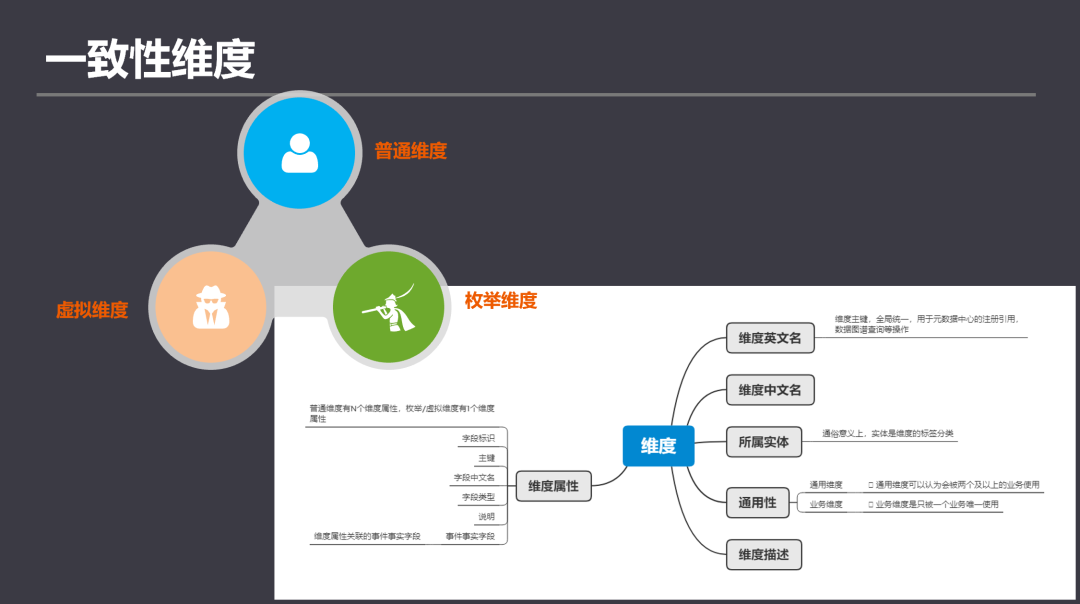 一致性维度
普通维度
虚拟维度
枚举维度
维度
维度英文名
维度主键，全局统一，用于元数据中心的注册引用，
数据图谱查询等操作
维度中文名
所属实体
通俗意义上，实体是维度的标签分类
通用性
通用维度
通用维度可以认为会被两个及以上的业务使用
业务维度
业务维度是只被一个业务唯一使用
维度描述
维度属性
普通维度有N个维度属性，枚举/虚拟维度有1个维度
属性
字段标识
主键
字段中文名
字段类型
说明
事件事实字段
维度属性关联的事件事实字段